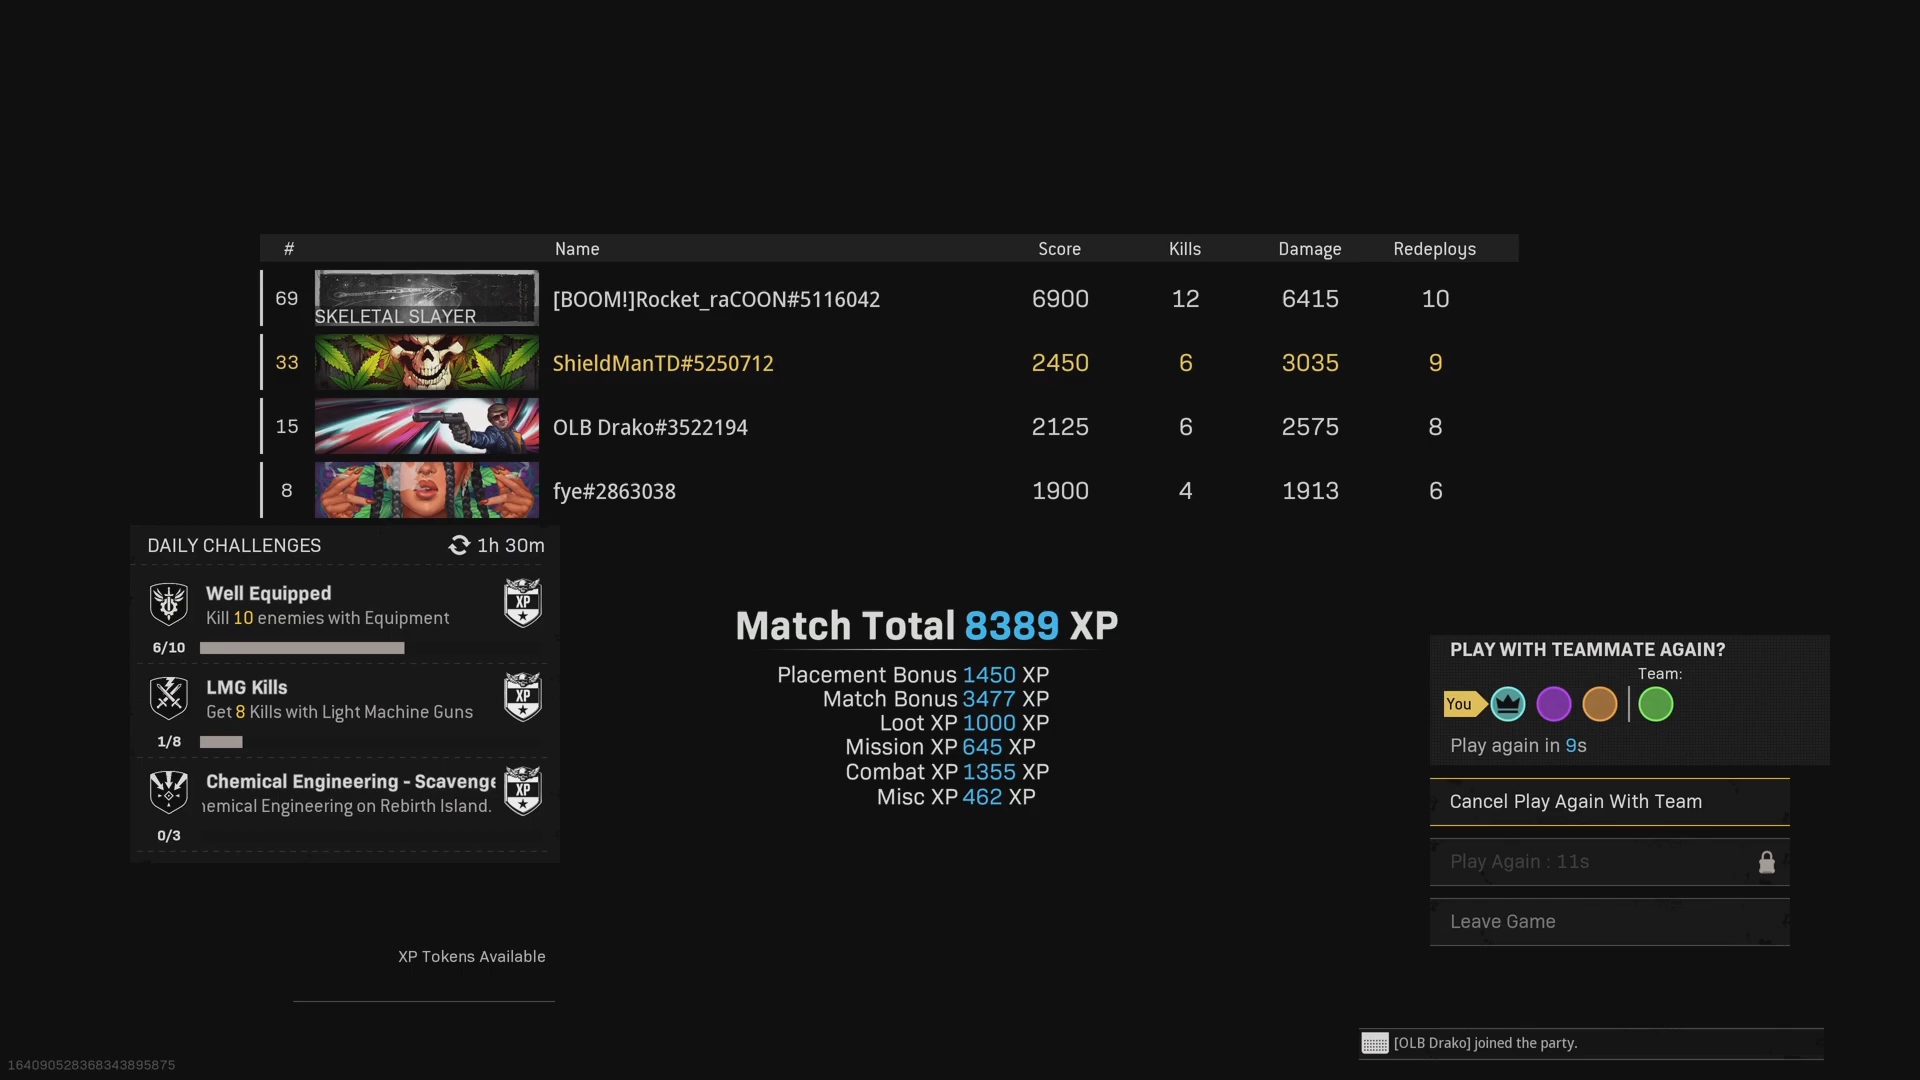 # Name Score Kills Damage Redeploys
69 SKELETAL SLAYER [BOOM!]Rocket_raCOON#5116042 6900 12 6415 10
33 ShieldManTD#5250712 2450 6 3035 9
15 OLB Drako#3522194 2125 6 2575 8
8 fye#2863038 1900 4 1913 6
DAILY CHALLENGES 1h 30m
Well Equipped
Kill 10 enemies with Equipment
XP
6/10
LMG Kills
Get 8 Kills with Light Machine Guns
XP
1/8
Chemical Engineering - Scavenge
hemical Engineering on Rebirth Island.
XP
0/3
XP Tokens Available
Match Total 8389 XP
Placement Bonus 1450 XP
Match Bonus 3477 XP
Loot XP 1000 XP
Mission XP 645 XP
Combat XP 1355 XP
Misc XP 462 XP
PLAY WITH TEAMMATE AGAIN?
Team:
You
Play again in 9s
Cancel Play Again With Team
Play Again : 11s
Leave Game
[OLB Drako] joined the party.
164090528368343895875